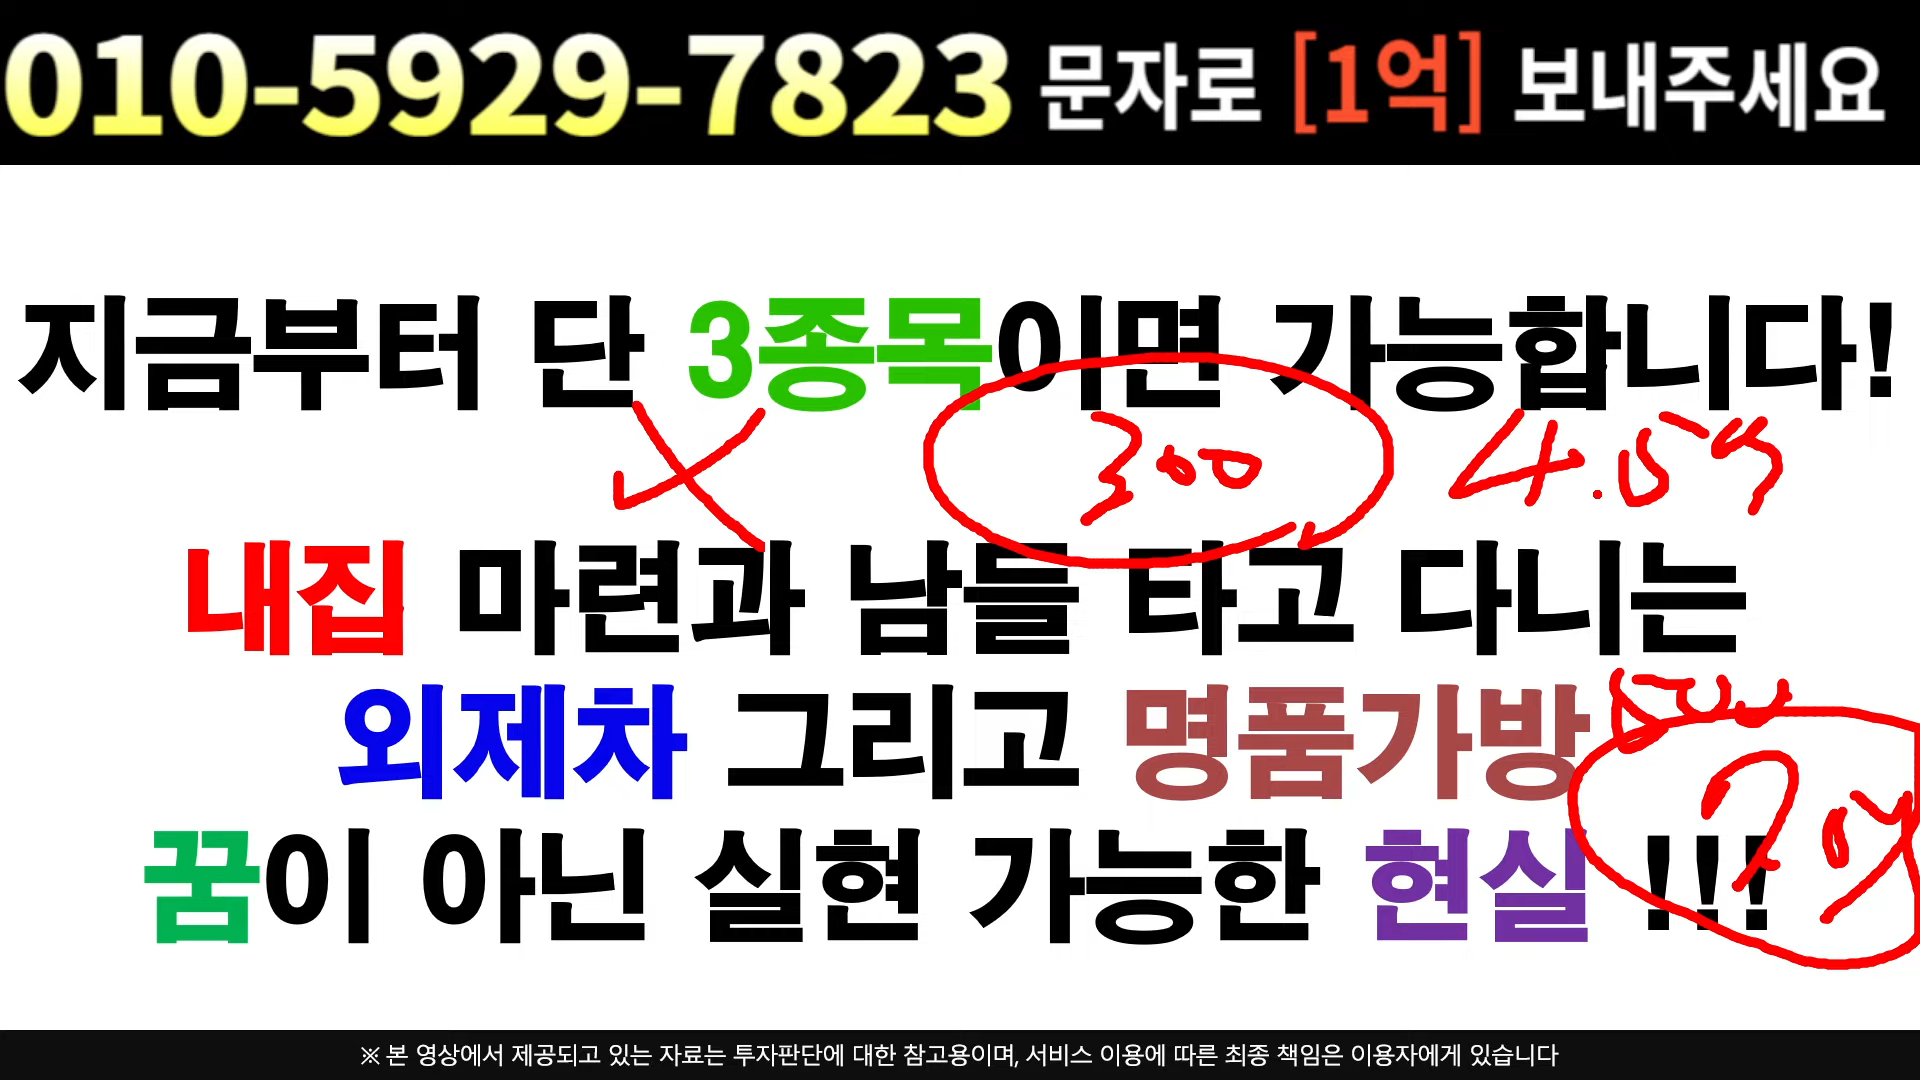 010-5929-7823 문자로 [1억] 보내주세요
지금부터 단 3종목이면 가능합니다!
300 4.5억
내집 마련과 남들 타고 다니는
외제차 그리고 명품가방
500
꿈이 아닌 실현 가능한 현실 !!!
※ 본 영상에서 제공되고 있는 자료는 투자판단에 대한 참고용이며, 서비스 이용에 따른 최종 책임은 이용자에게 있습니다